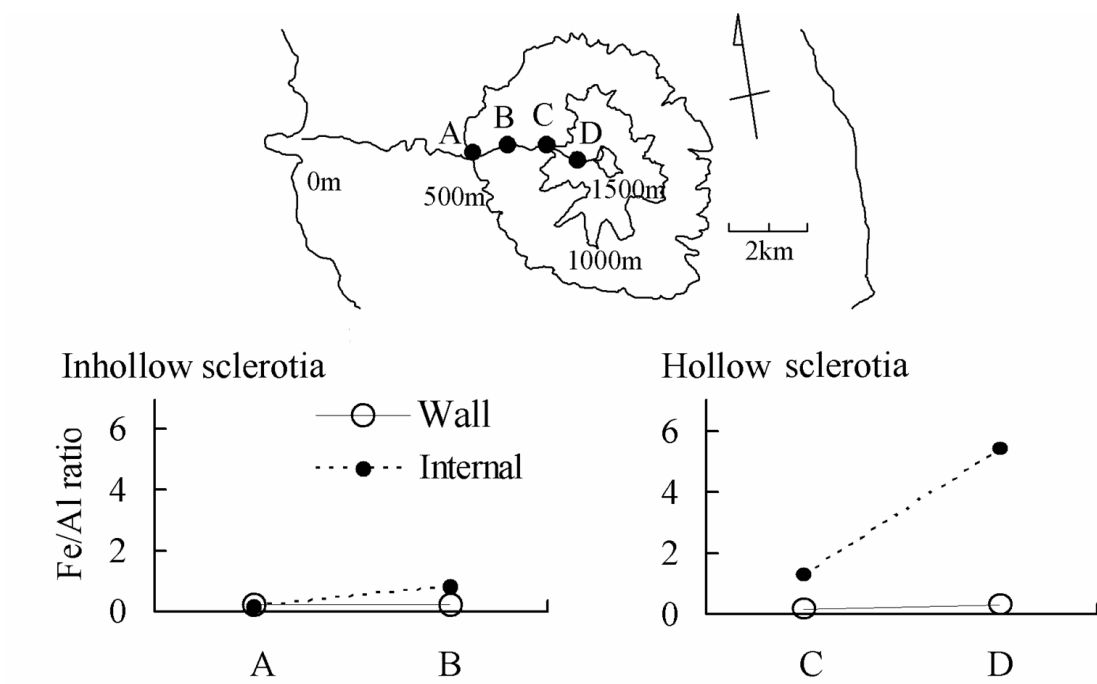 A
B
C
D
0m
500m
1500m
1000m
2km
Inhollow sclerotia
Hollow sclerotia
Wall
Internal
Fe/Al ratio
6
4
2
0
A
B
6
4
2
0
C
D